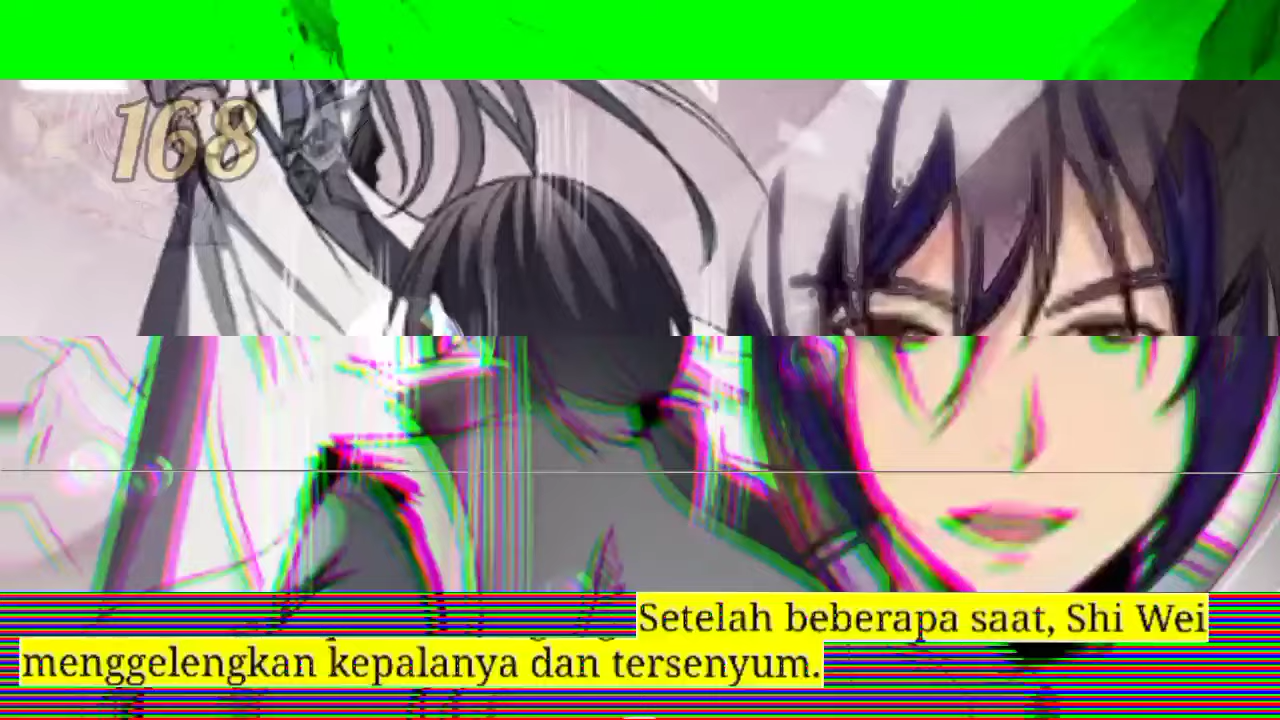 168
Setelah beberapa saat, Shi Wei
menggelengkan kepalanya dan tersenyum.